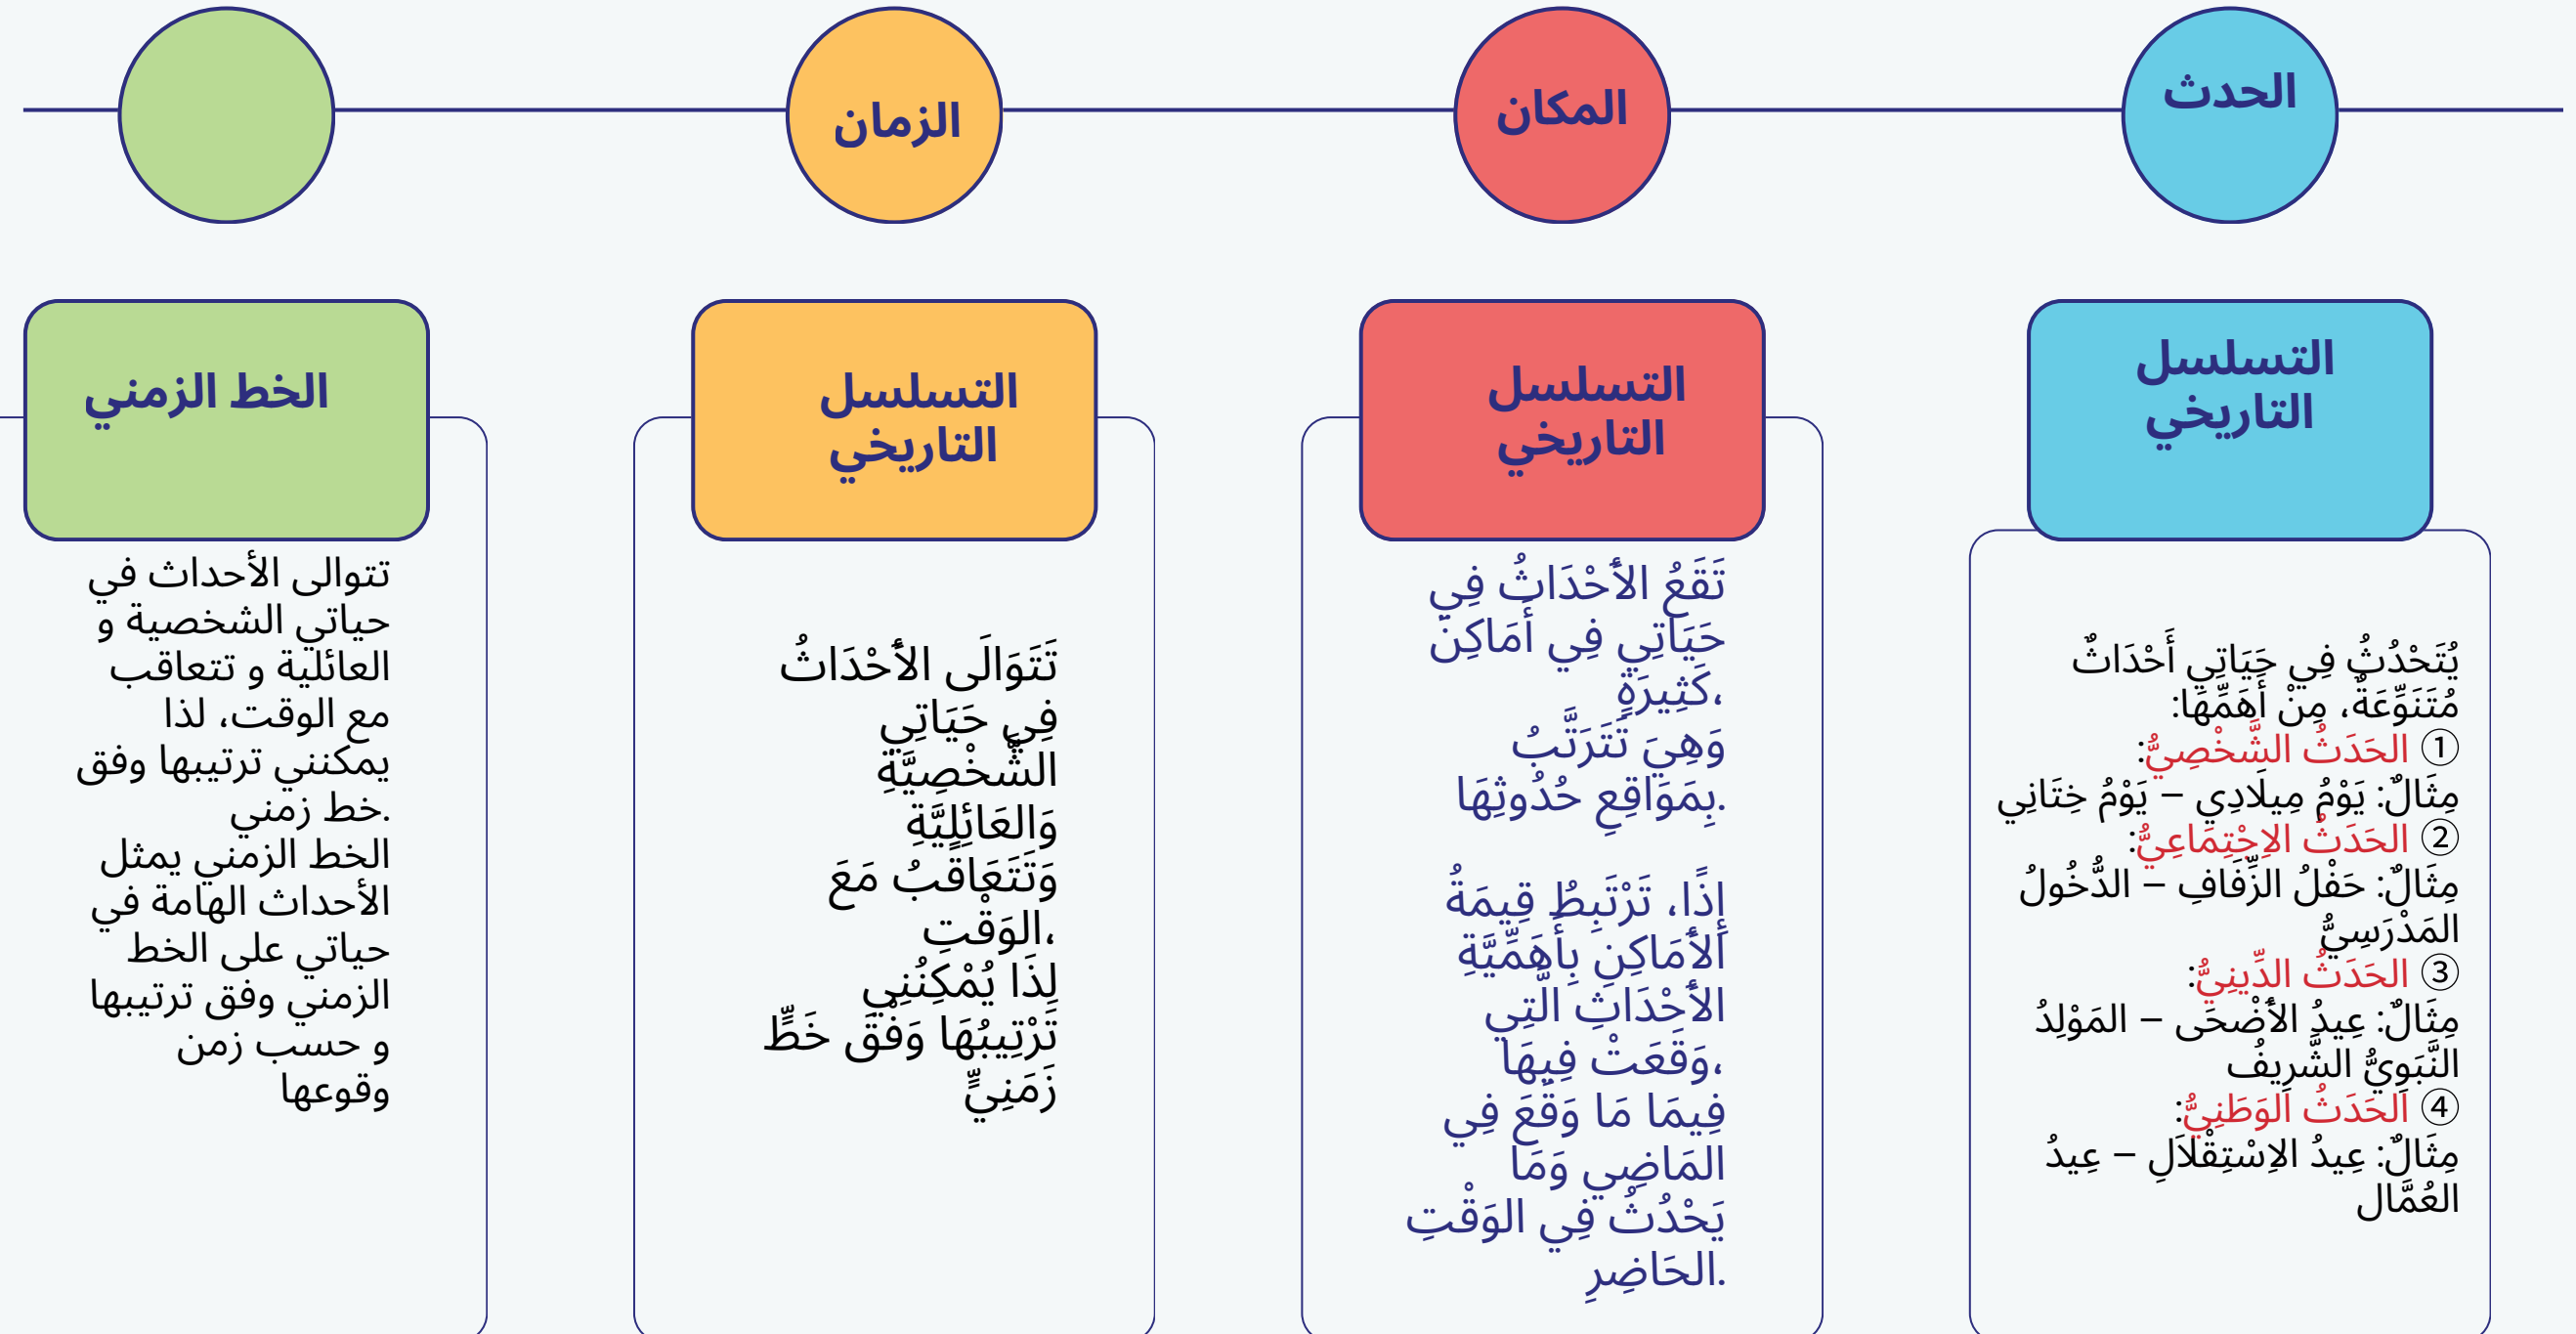 الحدث
المكان
الزمان
التسلسل
التاريخي
يُتَحْدُثُ فِي حَيَاتِي أَحْدَاثٌ
مُتَنَوِّعَةٌ، مِنْ أَهَمِّهَا:
① الحَدَثُ الشَّخْصِيُّ:
مِثَالٌ: يَوْمُ مِيلَادِي – يَوْمُ خِتَانِي
② الحَدَثُ الاِجْتِمَاعِيُّ:
مِثَالٌ: حَفْلُ الزِّفَافِ – الدُّخُولُ
المَدْرَسِيُّ
③ الحَدَثُ الدِّينِيُّ:
مِثَالٌ: عِيدُ الأَضْحَى – المَوْلِدُ
النَّبَوِيُّ الشَّرِيفُ
④ الحَدَثُ الوَطَنِيُّ:
مِثَالٌ: عِيدُ الاِسْتِقْلَالِ – عِيدُ
العُمَّال
التسلسل
التاريخي
تَقَعُ الأَحْدَاثُ فِي
حَيَاتِي فِي أَمَاكِنَ
،كَثِيرَةٍ
وَهِيَ تَتَرَتَّبُ
.بِمَوَاقِعِ حُدُوثِهَا
إِذًا، تَرْتَبِطُ قِيمَةُ
الأَمَاكِنِ بِأَهَمِّيَّةِ
الأَحْدَاثِ الَّتِي
،وَقَعَتْ فِيهَا
فِيمَا مَا وَقَعَ فِي
المَاضِي وَمَا
يَحْدُثُ فِي الوَقْتِ
.الحَاضِرِ
التسلسل
التاريخي
تَتَوَالَى الأَحْدَاثُ
فِي حَيَاتِي
الشَّخْصِيَّةِ
وَالعَائِلِيَّةِ
وَتَتَعَاقَبُ مَعَ
،الوَقْتِ
لِذَا يُمْكِنُنِي
تَرْتِيبُهَا وَفْقَ خَطٍّ
زَمَنِيٍّ
الخط الزمني
تتوالى الأحداث في
حياتي الشخصية و
العائلية و تتعاقب
مع الوقت، لذا
يمكنني ترتيبها وفق
.خط زمني
الخط الزمني يمثل
الأحداث الهامة في
حياتي على الخط
الزمني وفق ترتيبها
و حسب زمن
وقوعها